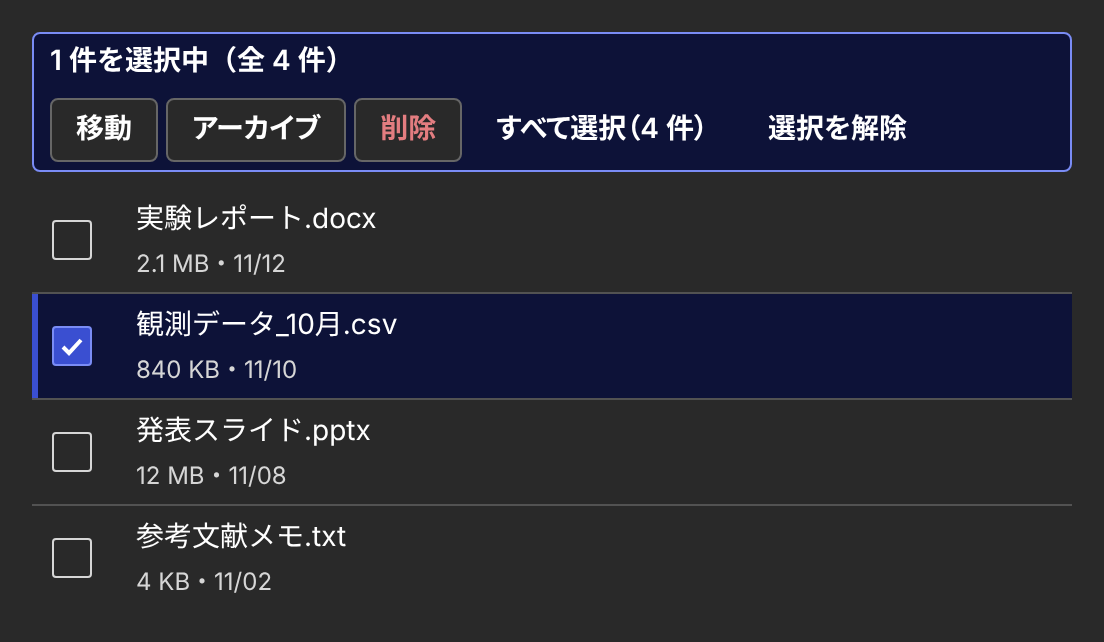 1 件を選択中（全 4 件）
移動 アーカイブ 削除 すべて選択（4 件） 選択を解除
実験レポート.docx
2.1 MB・11/12
観測データ_10月.csv
840 KB・11/10
発表スライド.pptx
12 MB・11/08
参考文献メモ.txt
4 KB・11/02